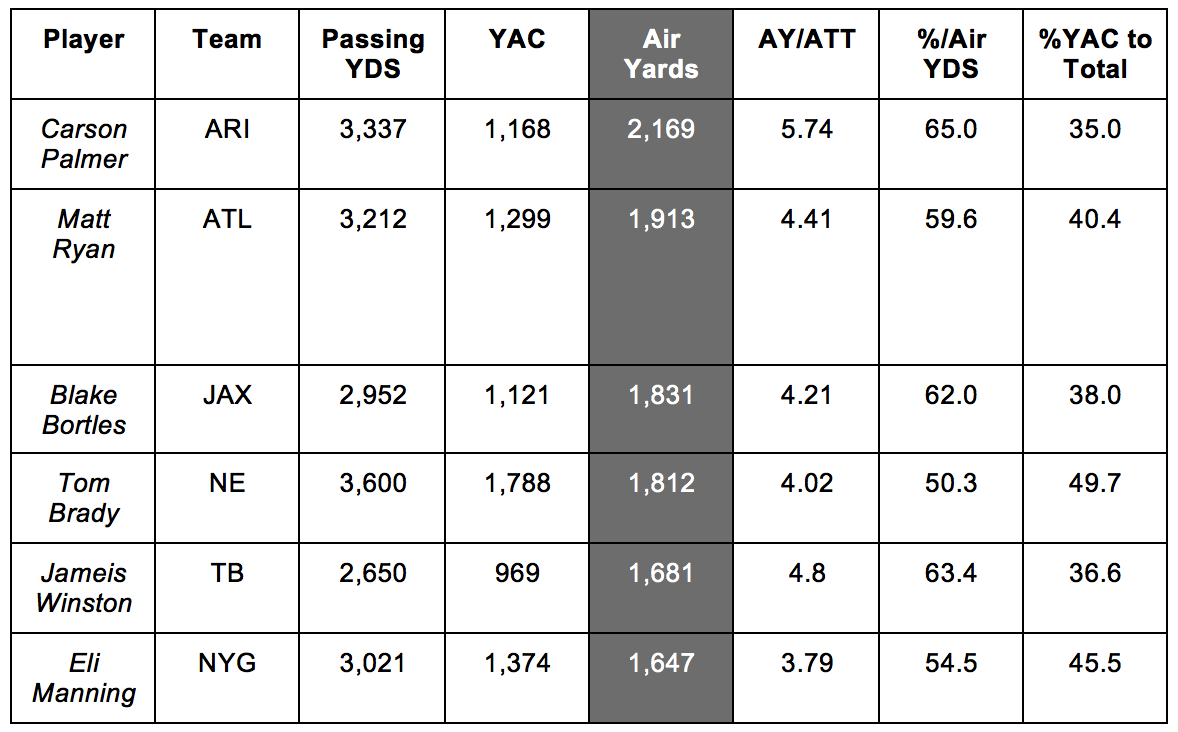 Player Team Passing YDS YAC Air Yards AY/ATT %/Air YDS %YAC to Total
Carson Palmer ARI 3,337 1,168 2,169 5.74 65.0 35.0
Matt Ryan ATL 3,212 1,299 1,913 4.41 59.6 40.4
Blake Bortles JAX 2,952 1,121 1,831 4.21 62.0 38.0
Tom Brady NE 3,600 1,788 1,812 4.02 50.3 49.7
Jameis Winston TB 2,650 969 1,681 4.8 63.4 36.6
Eli Manning NYG 3,021 1,374 1,647 3.79 54.5 45.5